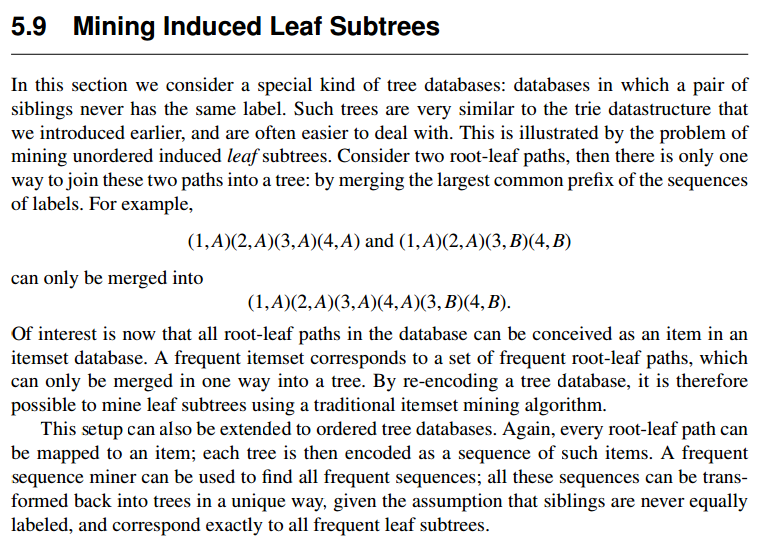 5.9 Mining Induced Leaf Subtrees
In this section we consider a special kind of tree databases: databases in which a pair of
siblings never has the same label. Such trees are very similar to the trie datastructure that
we introduced earlier, and are often easier to deal with. This is illustrated by the problem of
mining unordered induced leaf subtrees. Consider two root-leaf paths, then there is only one
way to join these two paths into a tree: by merging the largest common prefix of the sequences
of labels. For example,
(1,A)(2,A)(3,A)(4,A) and (1,A)(2,A)(3,B)(4,B)
can only be merged into
(1,A)(2,A)(3,A)(4,A)(3,B)(4,B).
Of interest is now that all root-leaf paths in the database can be conceived as an item in an
itemset database. A frequent itemset corresponds to a set of frequent root-leaf paths, which
can only be merged in one way into a tree. By re-encoding a tree database, it is therefore
possible to mine leaf subtrees using a traditional itemset mining algorithm.
This setup can also be extended to ordered tree databases. Again, every root-leaf path can
be mapped to an item; each tree is then encoded as a sequence of such items. A frequent
sequence miner can be used to find all frequent sequences; all these sequences can be trans-
formed back into trees in a unique way, given the assumption that siblings are never equally
labeled, and correspond exactly to all frequent leaf subtrees.